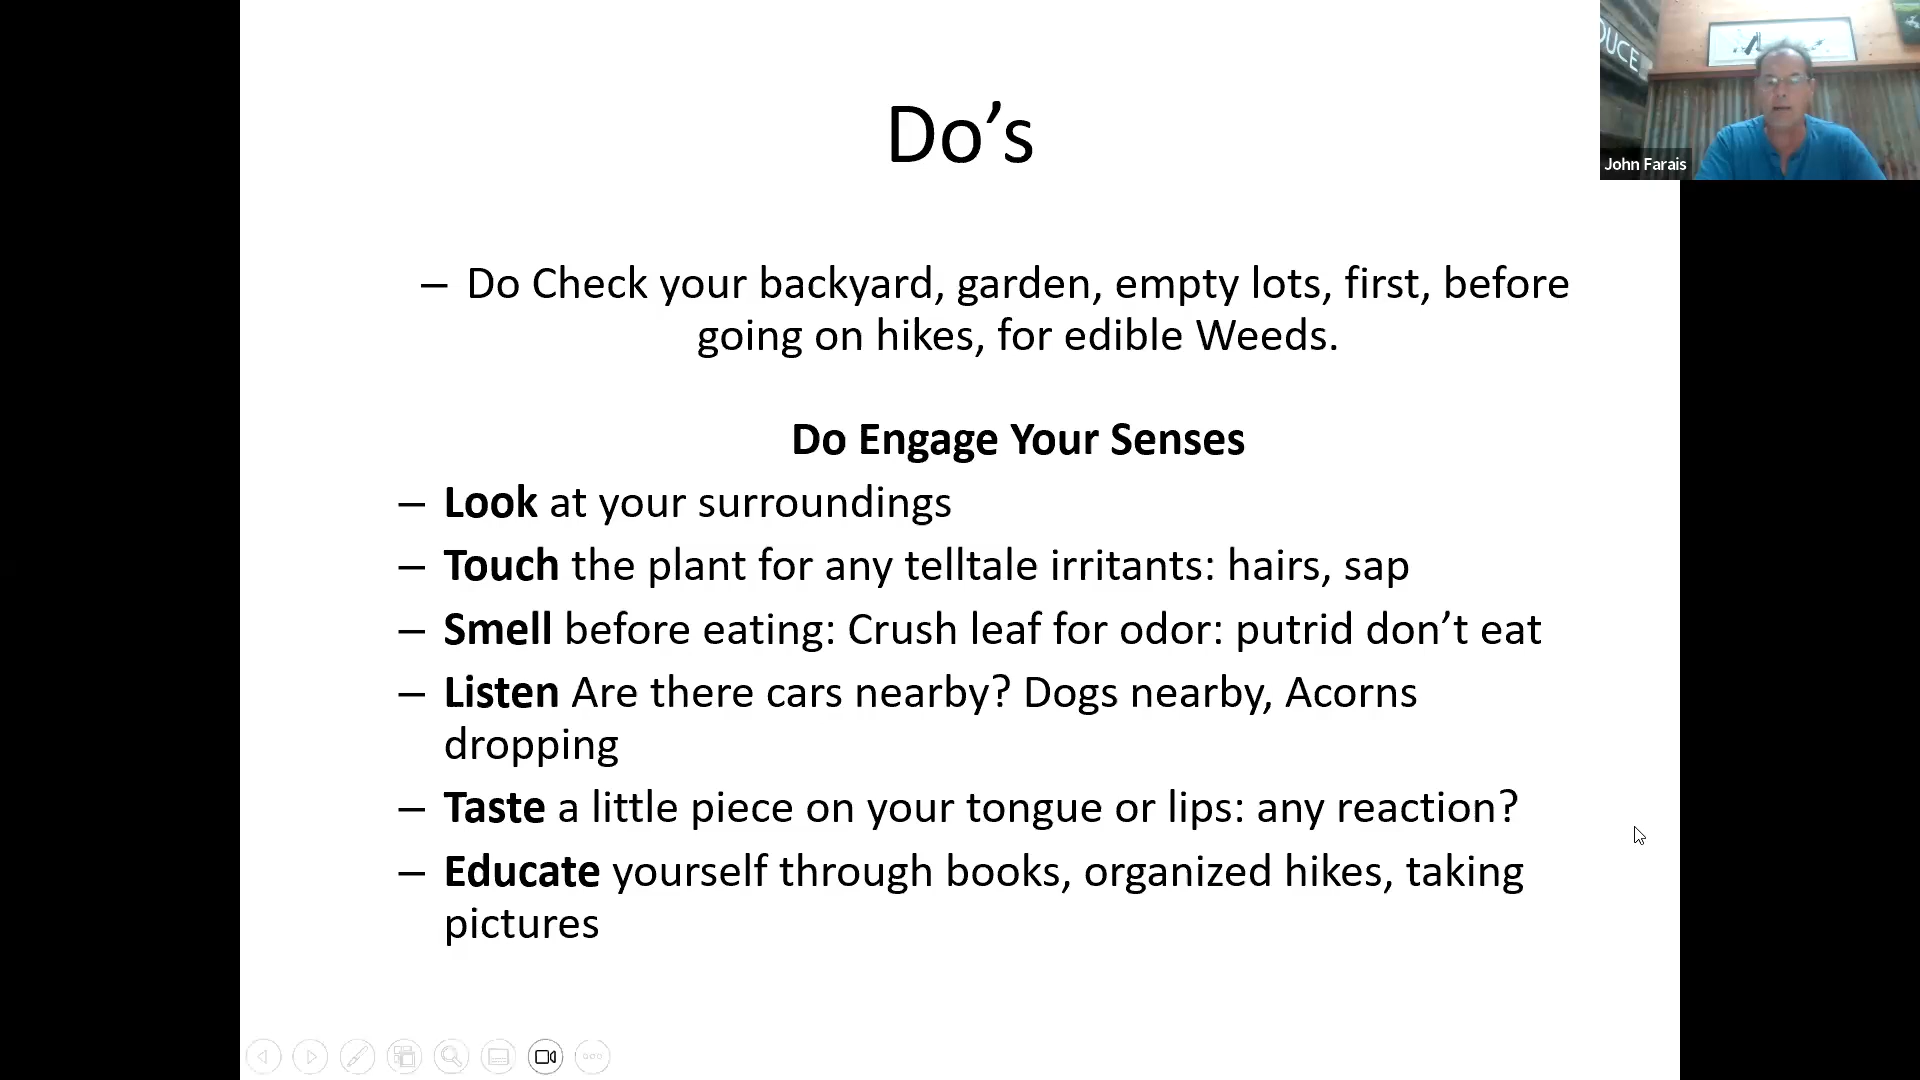 Do's
– Do Check your backyard, garden, empty lots, first, before
going on hikes, for edible Weeds.
Do Engage Your Senses
– Look at your surroundings
– Touch the plant for any telltale irritants: hairs, sap
– Smell before eating: Crush leaf for odor: putrid don't eat
– Listen Are there cars nearby? Dogs nearby, Acorns
dropping
– Taste a little piece on your tongue or lips: any reaction?
– Educate yourself through books, organized hikes, taking
pictures
DUCE
John Farais